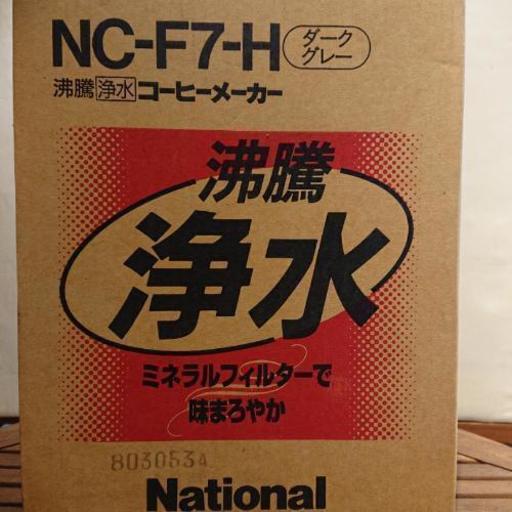 NC-F7-H ダーク
グレー
沸騰浄水コーヒーメーカー
沸騰
浄水
ミネラルフィルターで
味まろやか
8030534
National